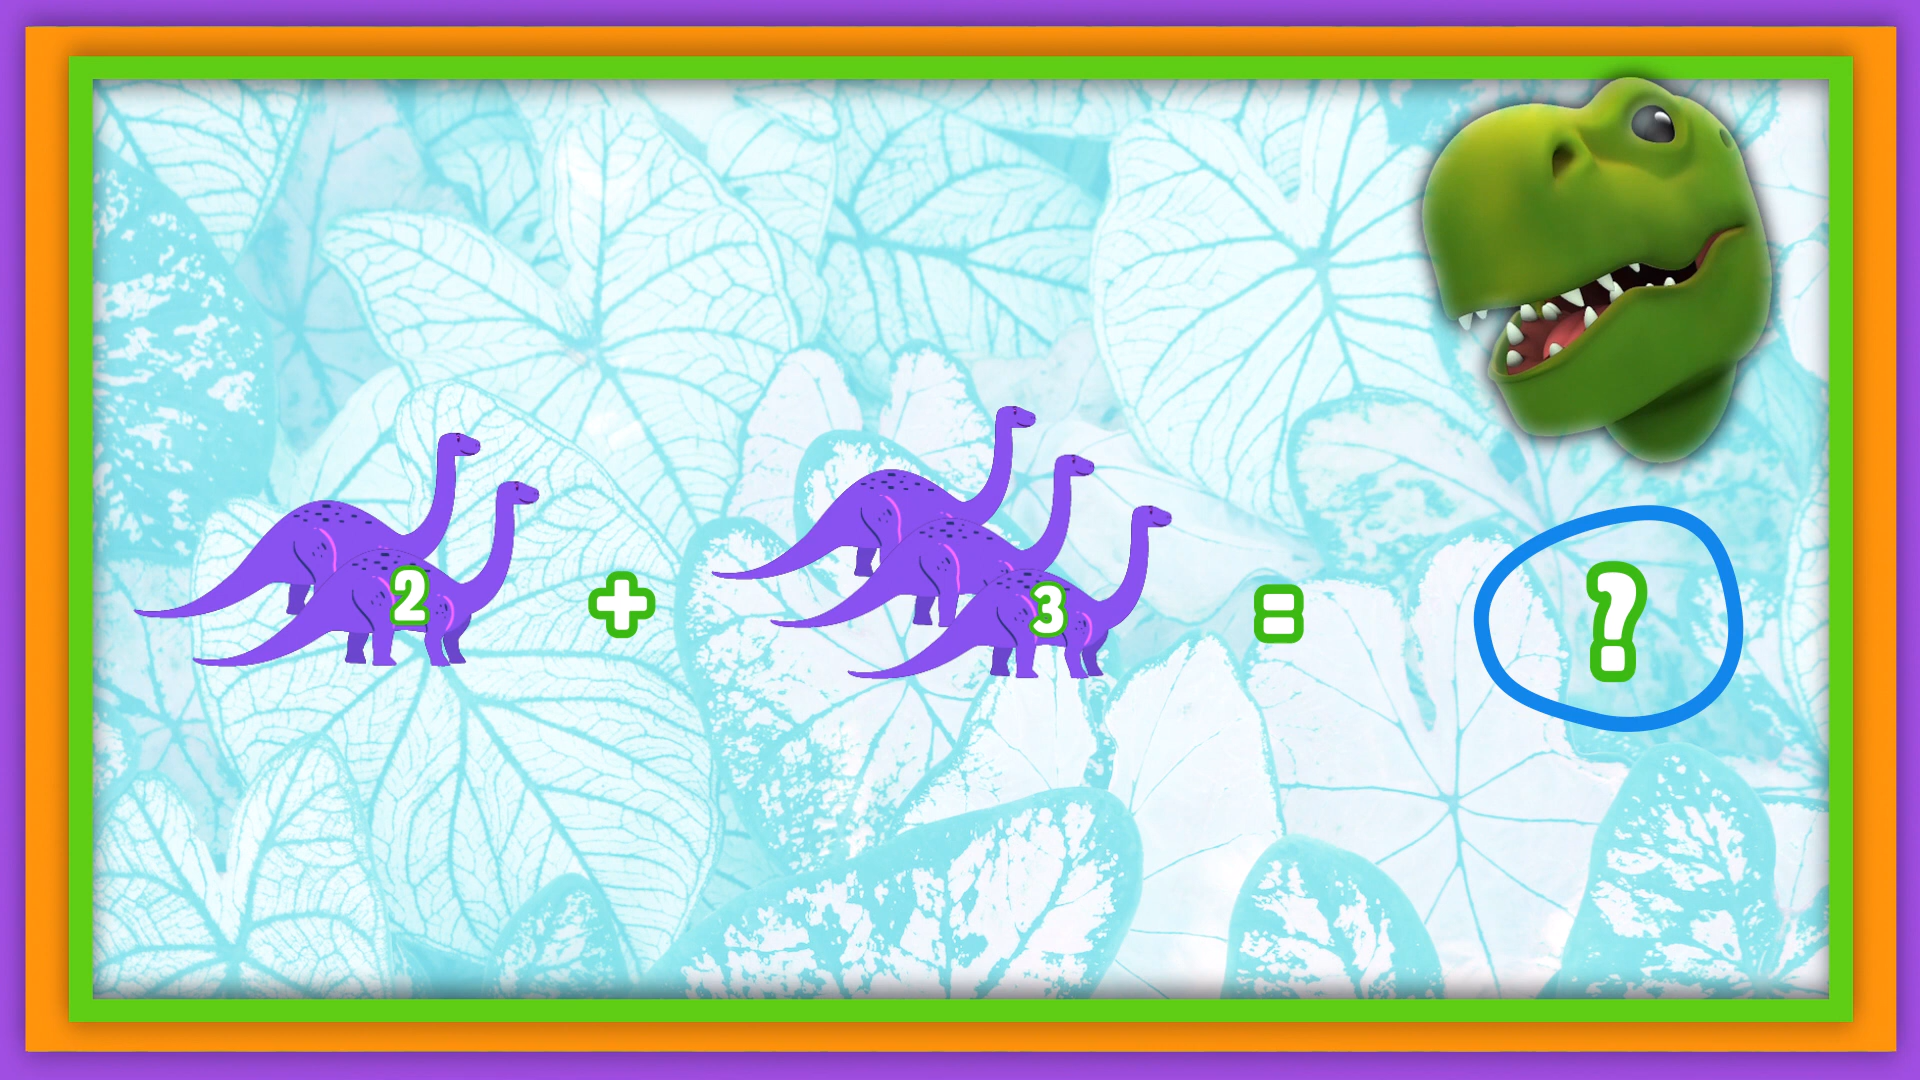 2 + 3 = ?